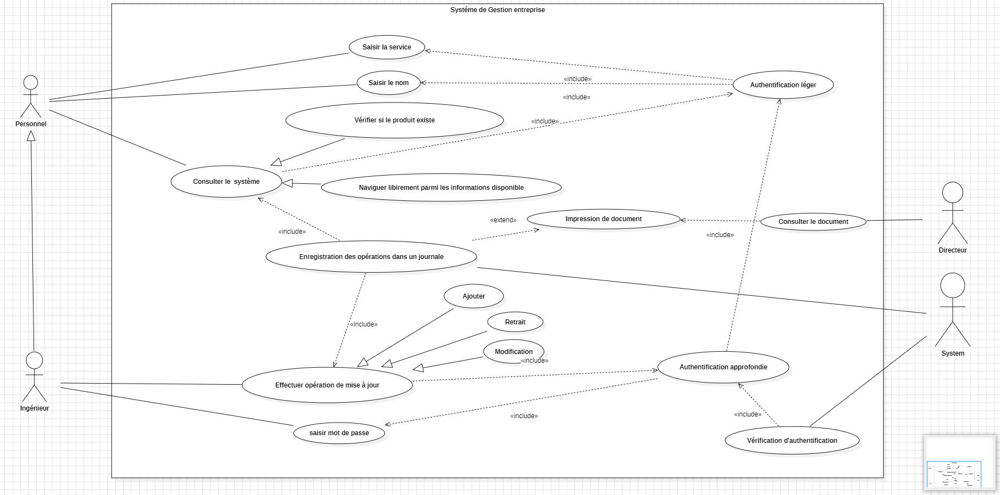 Systéme de Gestion entreprise
Saisir la service
«include»
Saisir le nom
Authentification léger
«include»
Vérifier si le produit existe
«include»
Personnel
Consulter le  système
Naviguer libirement parmi les informations disponible
«extend»
Impression de document
Consulter le document
«include»
«include»
Directeur
Enregistration des opérations dans un journale
Ajouter
Retrait
«include»
Modification
«include»
System
Authentification approfondie
Effectuer opération de mise à jour
Ingénieur
«include»
«include»
saisir mot de passe
Vérification d'authentification